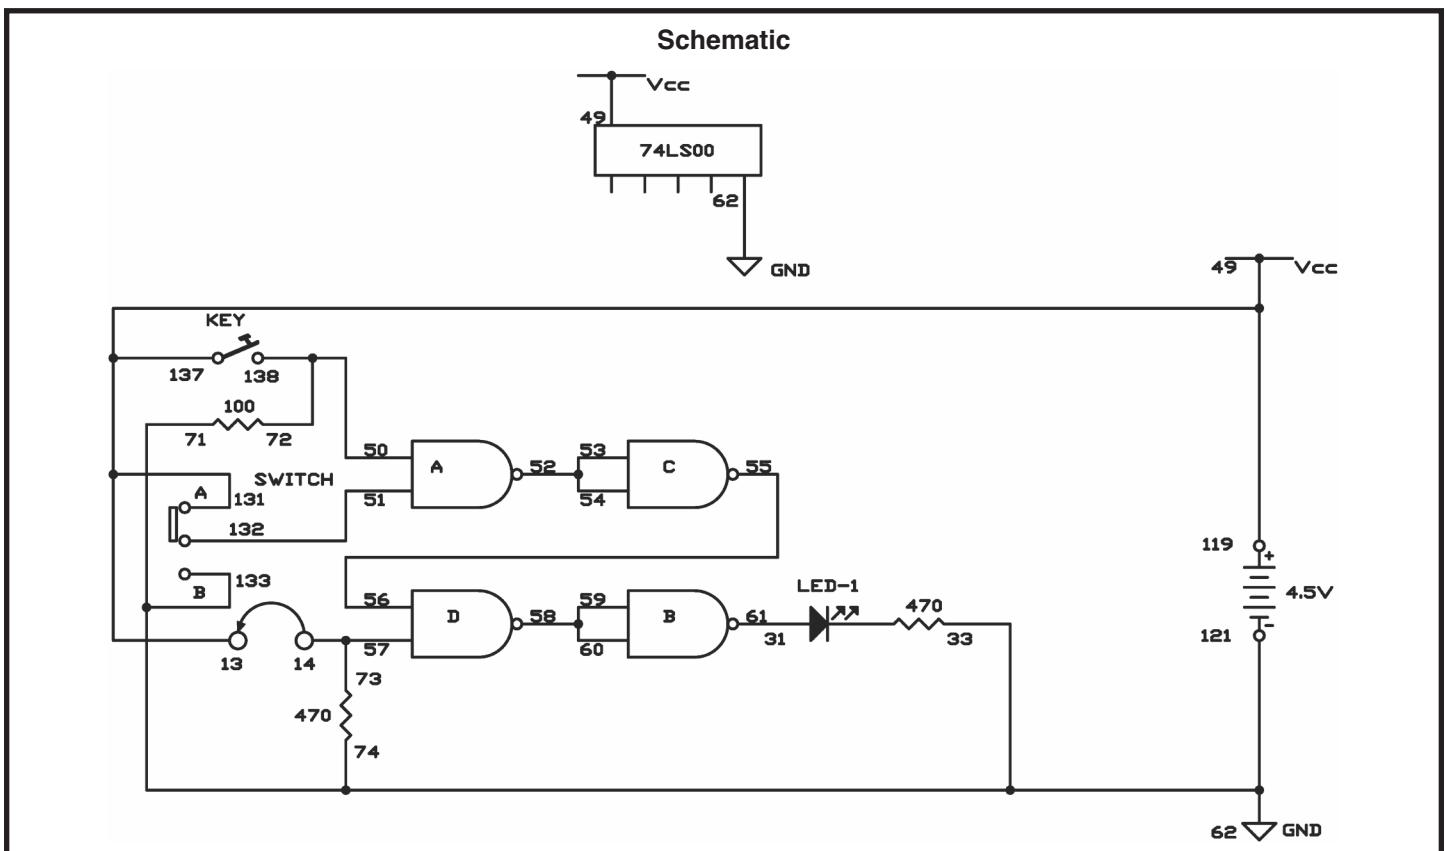 Schematic
Vcc
49
74LS00
62
GND
49 Vcc
KEY
137 138
100
71 72
50 53
A 52 C 55
SWITCH
A 131 51 54
132
119
+
133
B
LED-1
4.5V
56 59 470
D 58 B 61
31 33
121
-
13 14 57 60
73
470
74
62 GND